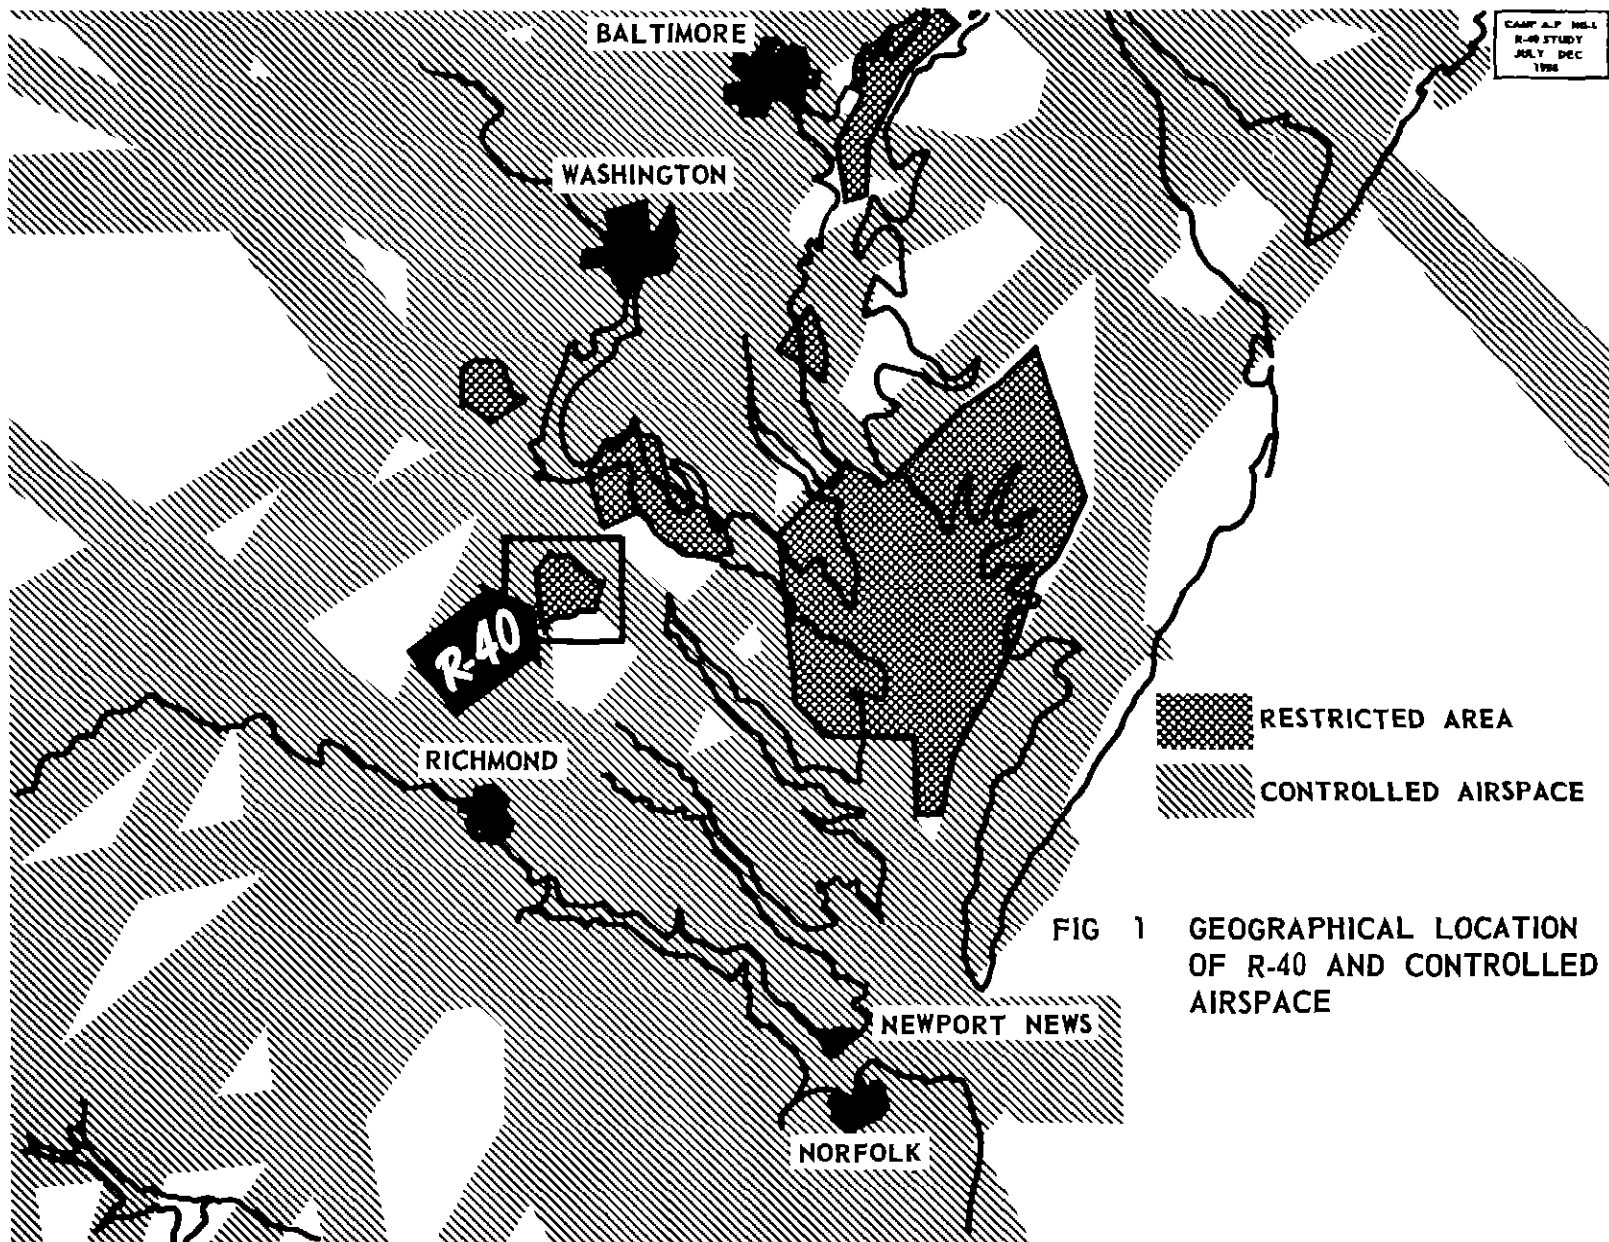 BALTIMORE
CAMP A.P. HILL
R-40 STUDY
JULY DEC
WASHINGTON
R-40
RICHMOND
RESTRICTED AREA
CONTROLLED AIRSPACE
FIG 1 GEOGRAPHICAL LOCATION
OF R-40 AND CONTROLLED
AIRSPACE
NEWPORT NEWS
NORFOLK